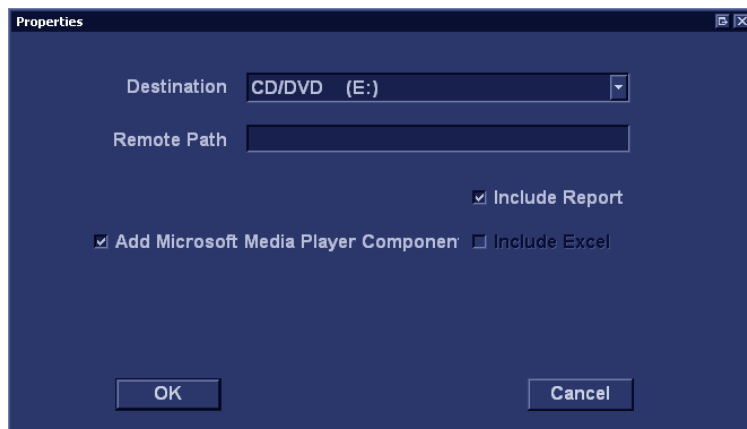 Properties
Destination CD/DVD (E:)
Remote Path
Include Report
Add Microsoft Media Player Componen Include Excel
OK Cancel